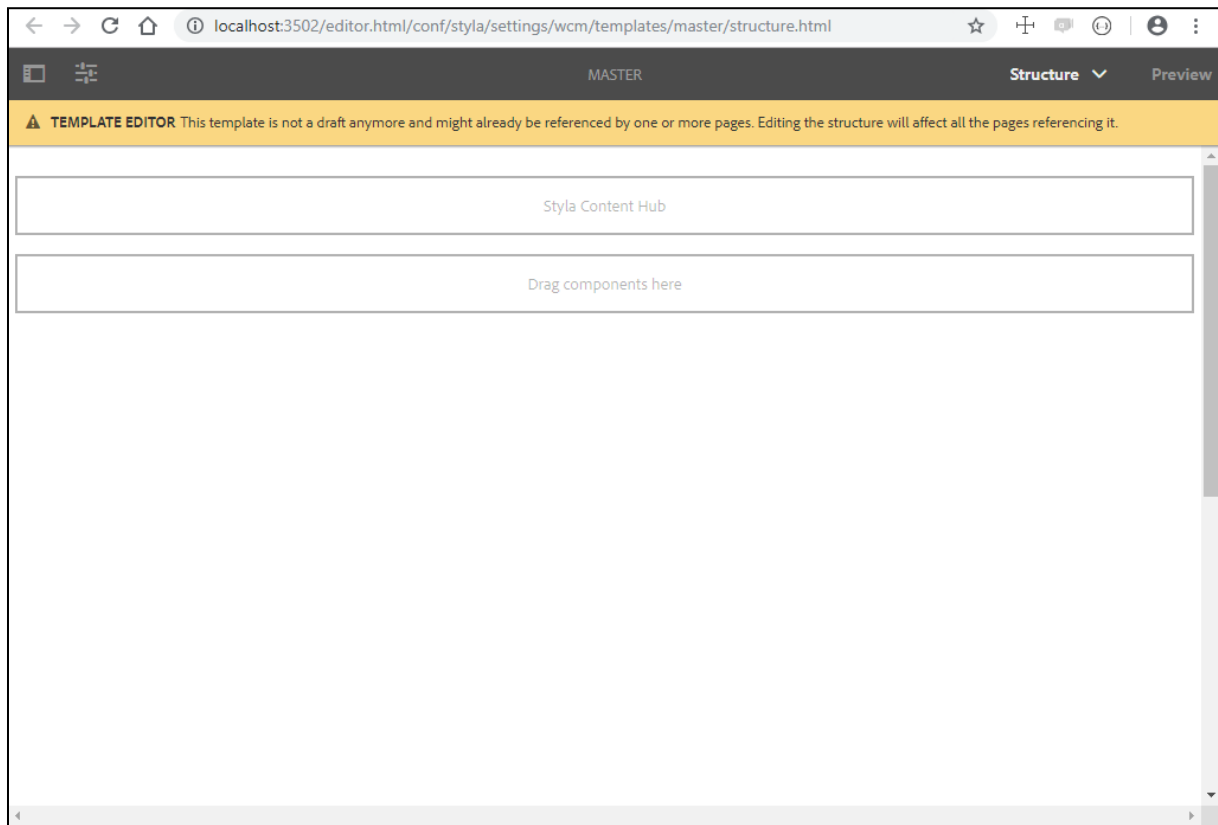 localhost:3502/editor.html/conf/styla/settings/wcm/templates/master/structure.html
MASTER Structure Preview
TEMPLATE EDITOR This template is not a draft anymore and might already be referenced by one or more pages. Editing the structure will affect all the pages referencing it.
Styla Content Hub
Drag components here